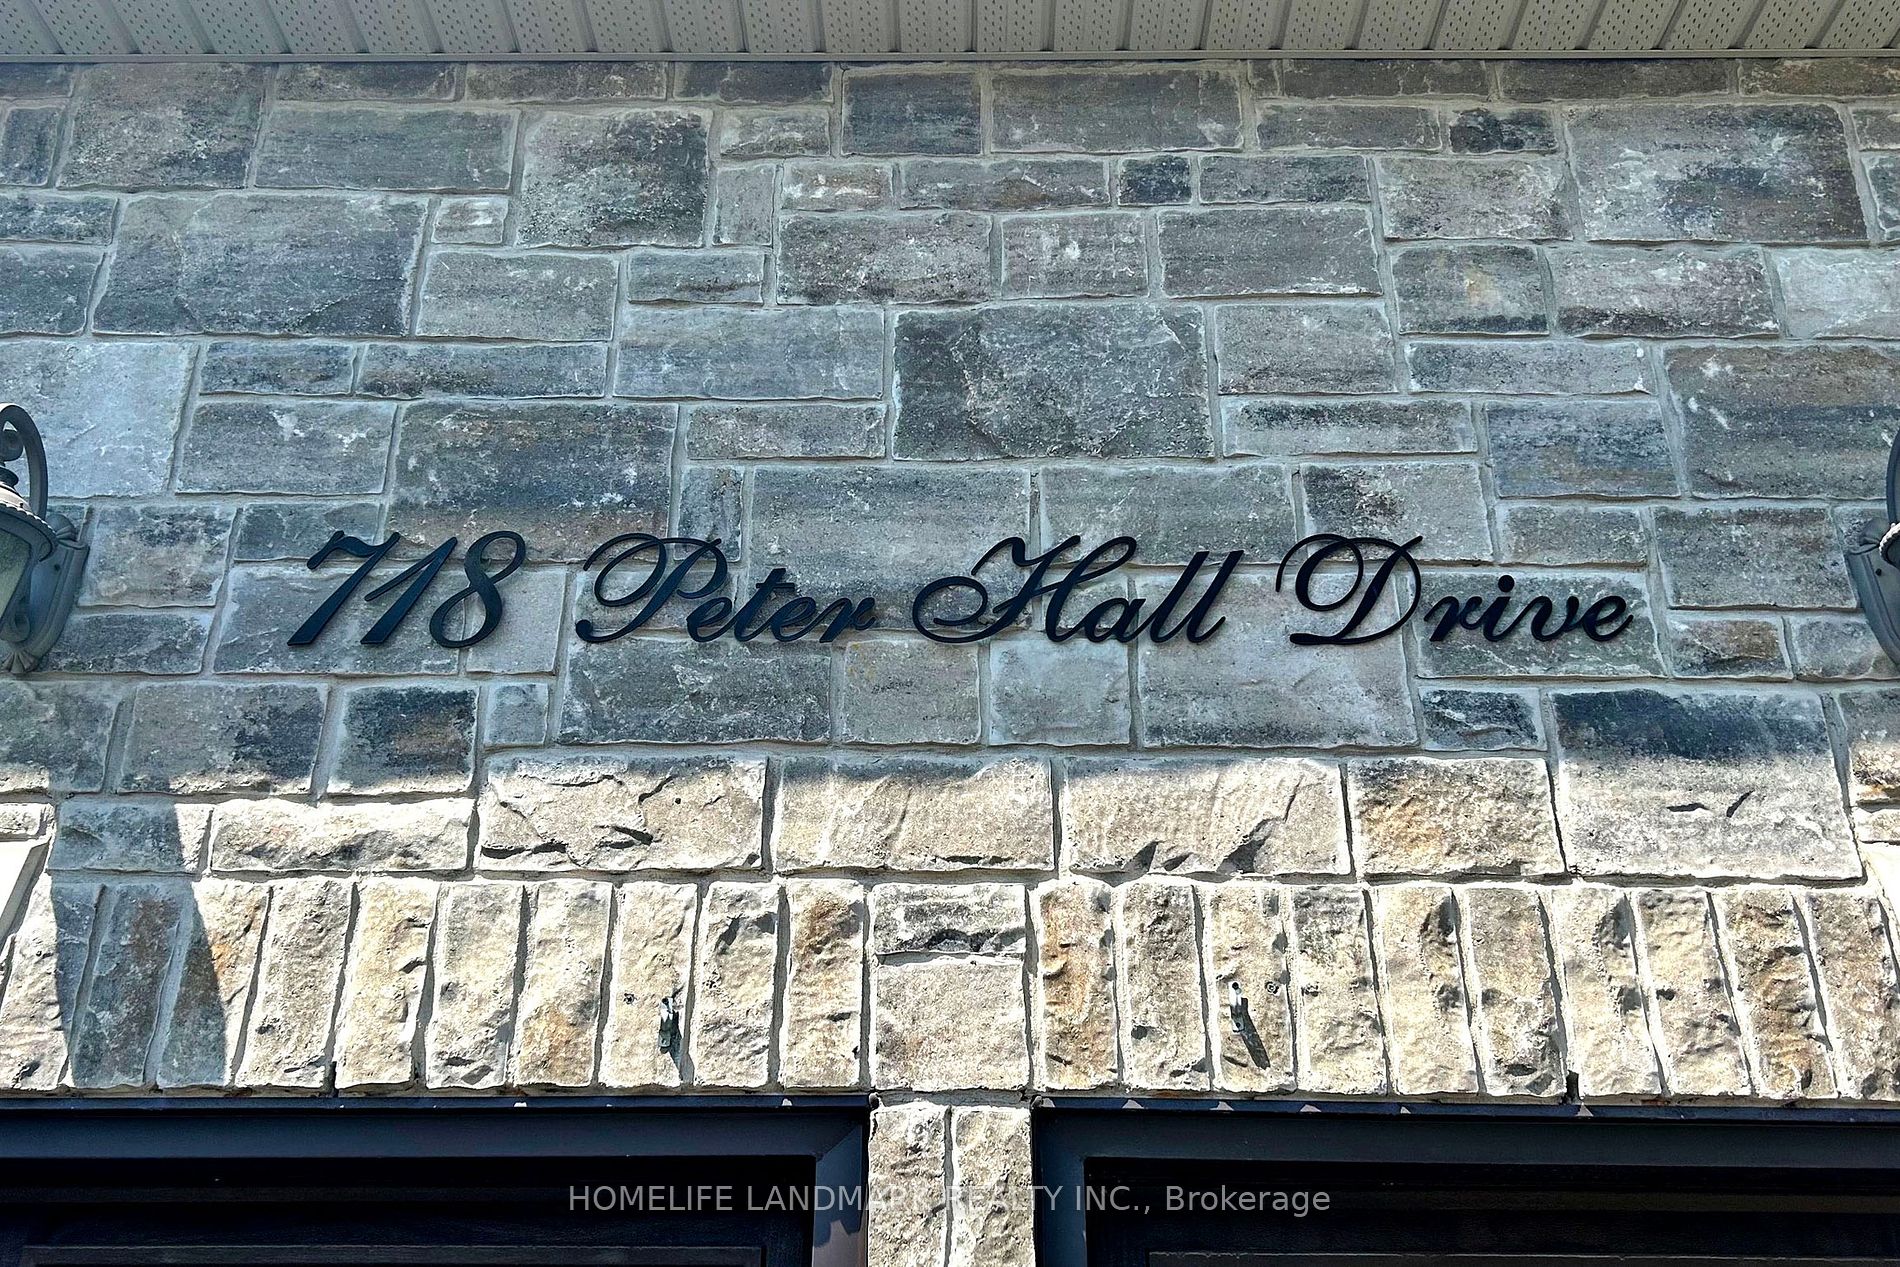 718 Peter Hall Drive
HOMELIFE LANDMARK REALTY INC., Brokerage